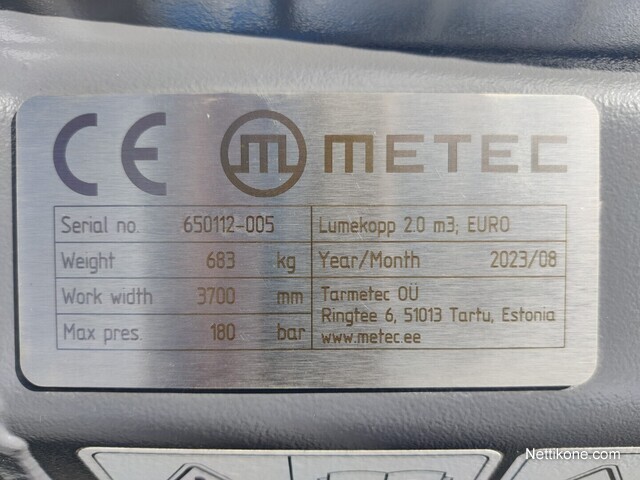 CE METEC
Serial no. 650112-005
Weight 683 kg
Work width 3700 mm
Max pres. 180 bar
Lumekopp 2.0 m3; EURO
Year/Month 2023/08
Tarmetec OÜ
Ringtee 6, 51013 Tartu, Estonia
www.metec.ee
Nettikone.com